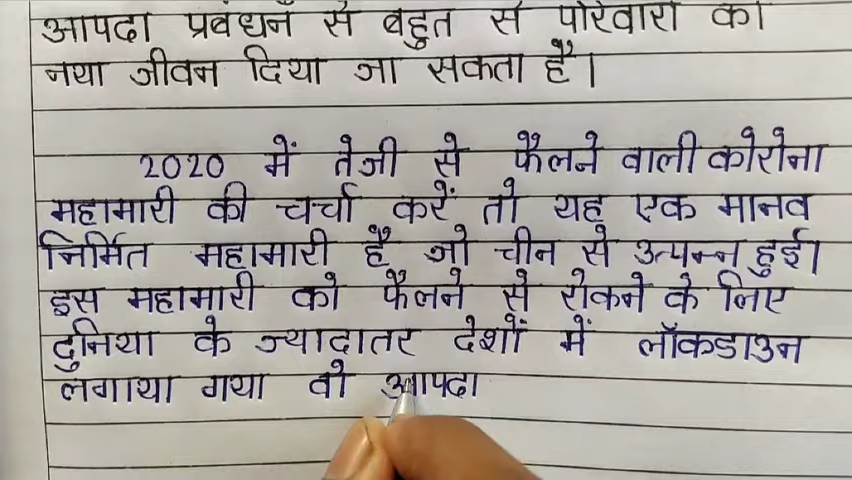 आपदा प्रबंधन से बहुत से परिवारों को
नया जीवन दिया जा सकता है।
2020 में तेजी से फैलने वाली कोरोना
महामारी की चर्चा करें तो यह एक मानव
निर्मित महामारी है जो चीन से उत्पन्न हुई।
इस महामारी को फैलने से रोकने के लिए
दुनिया के ज्यादातर देशों में लॉकडाउन
लगाया गया वो आपदा